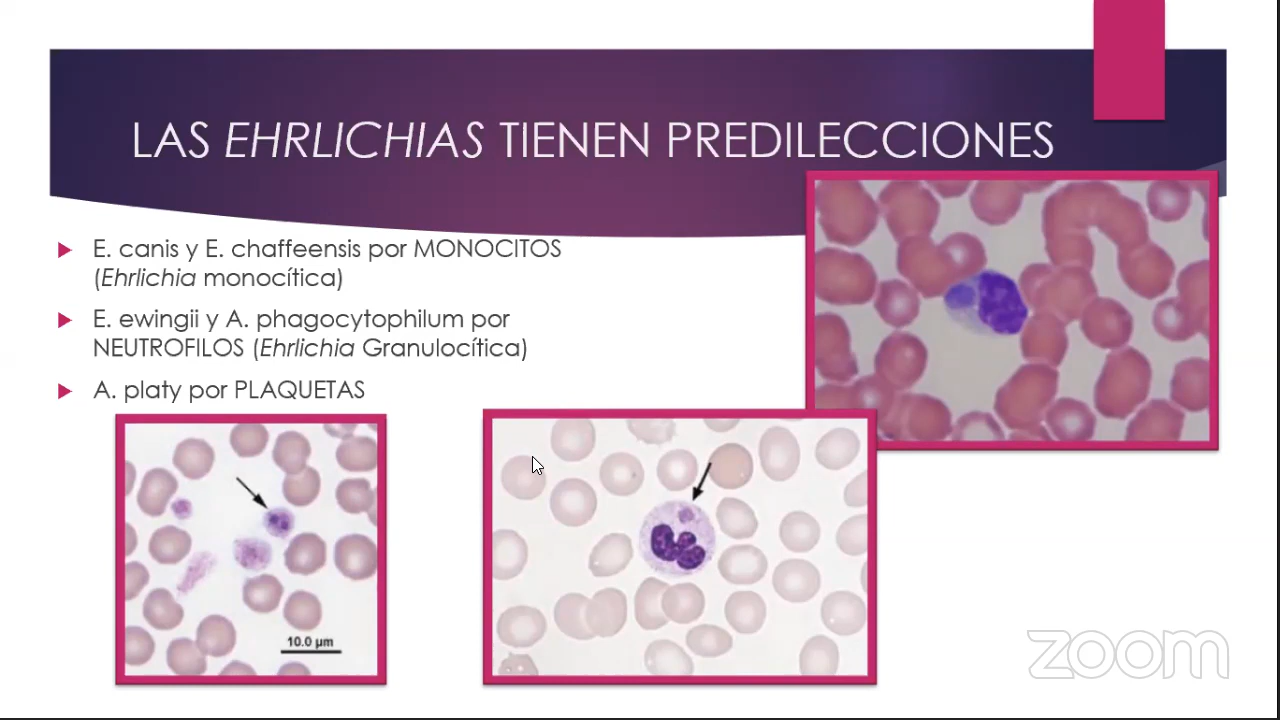 LAS EHRLICHIAS TIENEN PREDILECCIONES
E. canis y E. chaffeensis por MONOCITOS
(Ehrlichia monocítica)
E. ewingii y A. phagocytophilum por
NEUTROFILOS (Ehrlichia Granulocítica)
A. platy por PLAQUETAS
10.0 µm
zoom